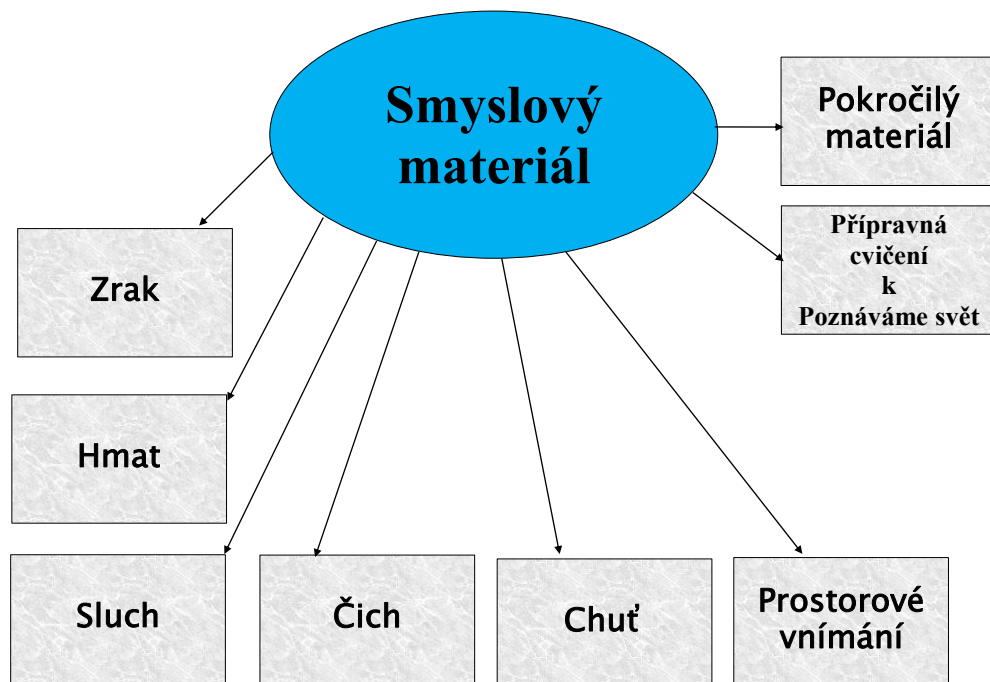 Smyslový
materiál
Pokročilý
materiál
Přípravná
cvičení
k
Poznáváme svět
Zrak
Hmat
Sluch
Čich
Chuť
Prostorové
vnímání